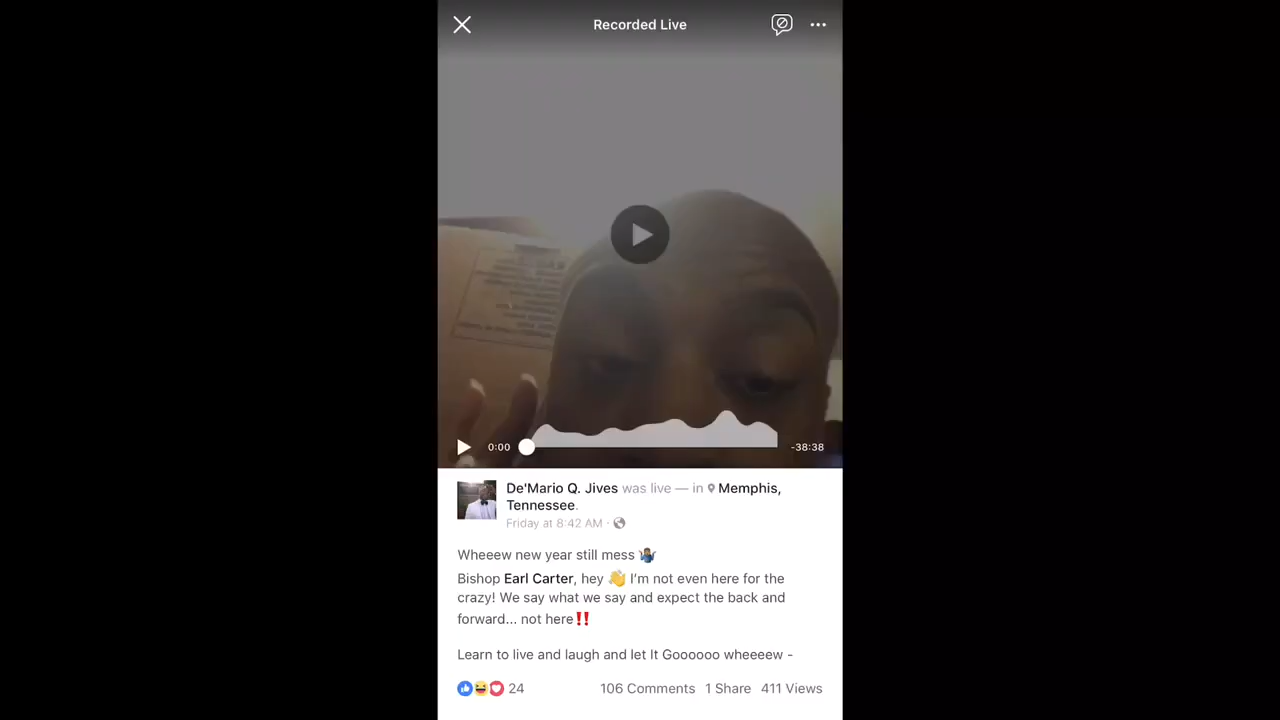 Recorded Live
0:00
-38:38
De'Mario Q. Jives was live — in Memphis,
Tennessee.
Friday at 8:42 AM ·
Wheeew new year still mess 🤷🏾‍♂️
Bishop Earl Carter, hey 👋 I'm not even here for the
crazy! We say what we say and expect the back and
forward... not here‼️
Learn to live and laugh and let It Goooooo wheeeew -
24
106 Comments 1 Share 411 Views